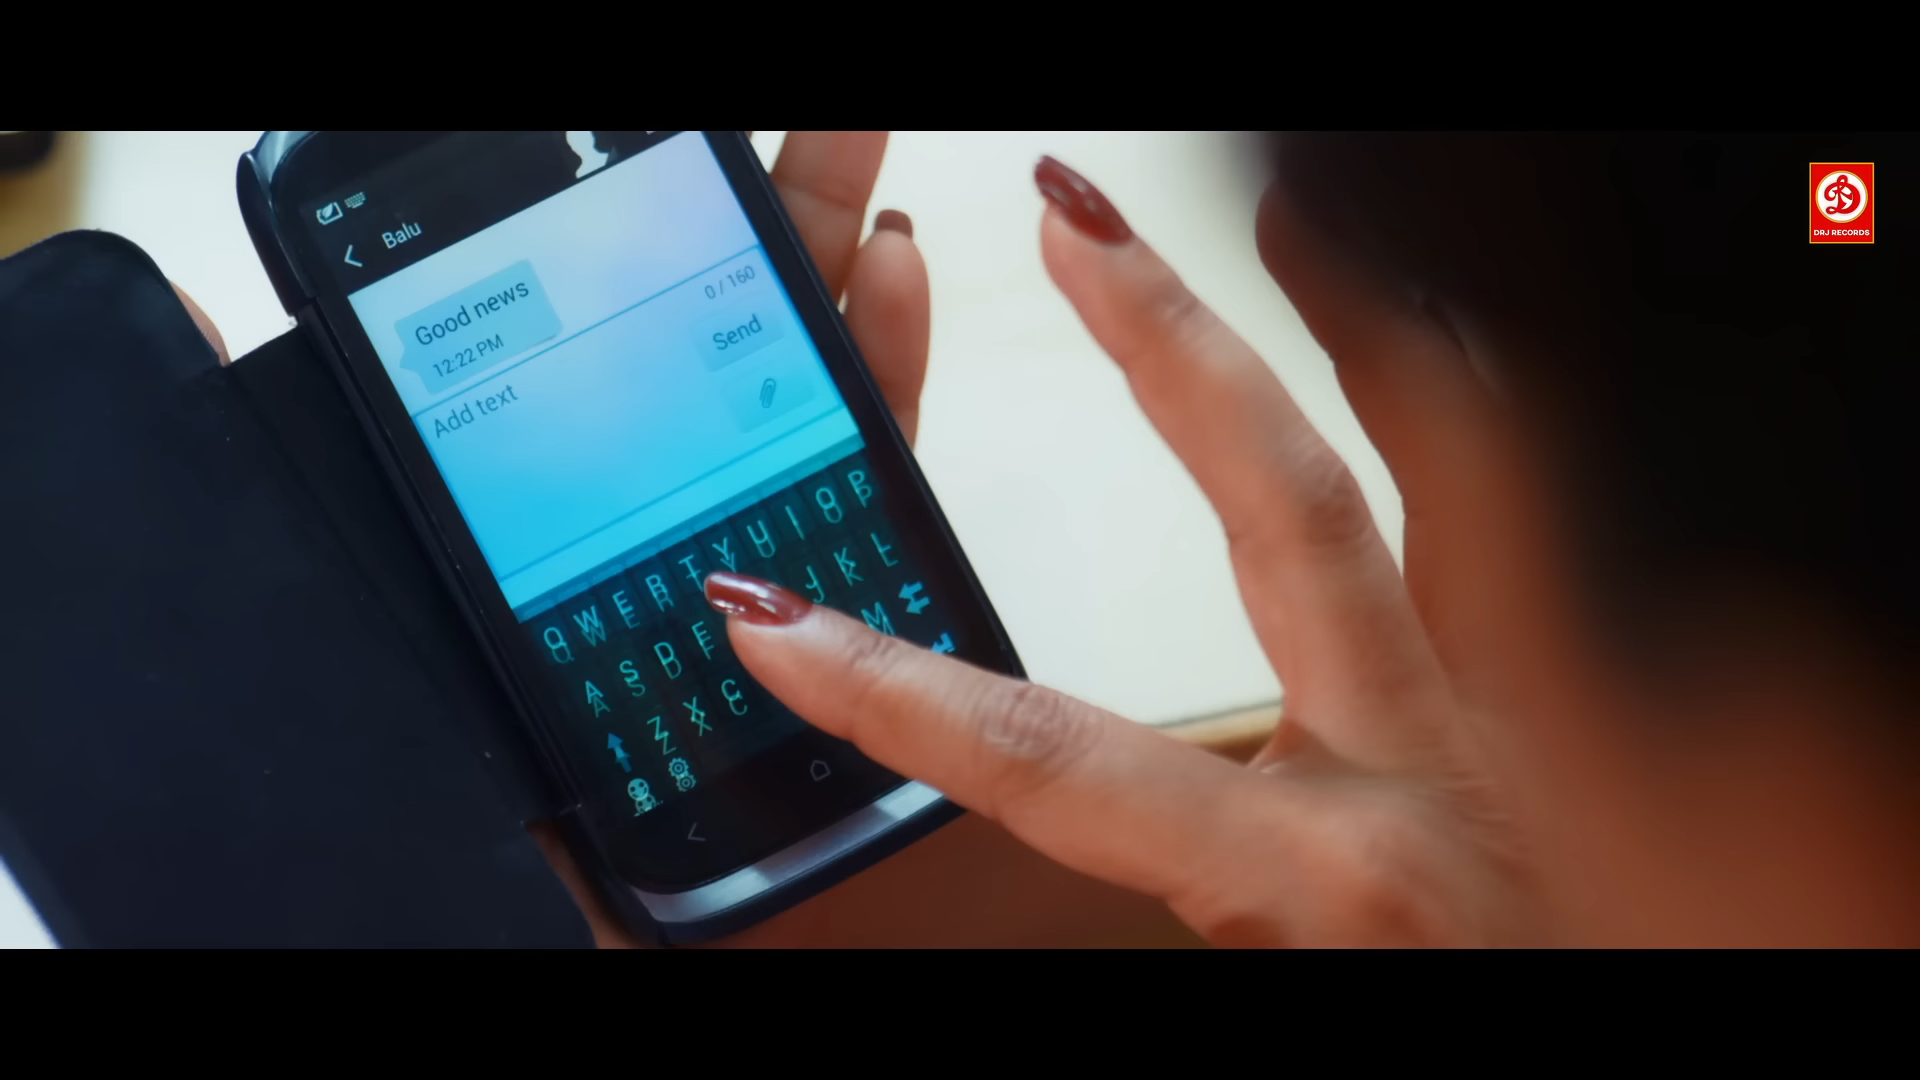 Balu
Good news
12:22 PM
0 / 160
Send
Add text
Q W E R T Y U I O P
A S D F J K L
Z X C M
DRJ RECORDS